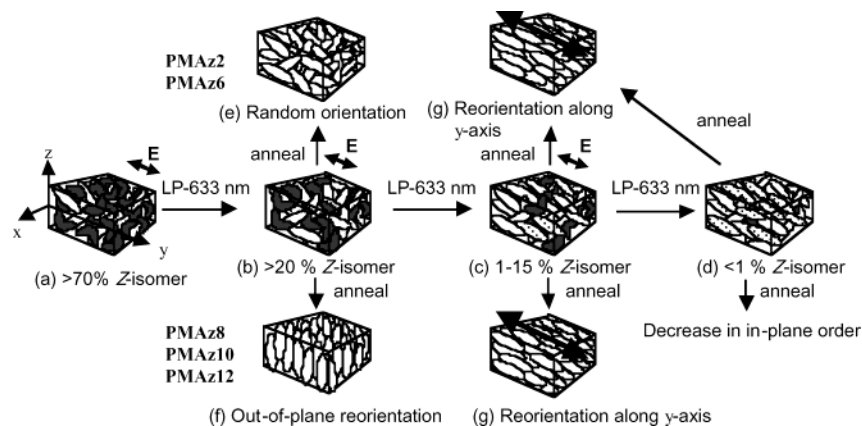 PMAz2
PMAz6
(e) Random orientation
(g) Reorientation along
y-axis
anneal
anneal
anneal
E
E
E
z
x
y
LP-633 nm
LP-633 nm
LP-633 nm
(a) >70% Z-isomer
(b) >20 % Z-isomer
(c) 1-15 % Z-isomer
(d) <1 % Z-isomer
anneal
anneal
anneal
PMAz8
PMAz10
PMAz12
Decrease in in-plane order
(f) Out-of-plane reorientation
(g) Reorientation along y-axis